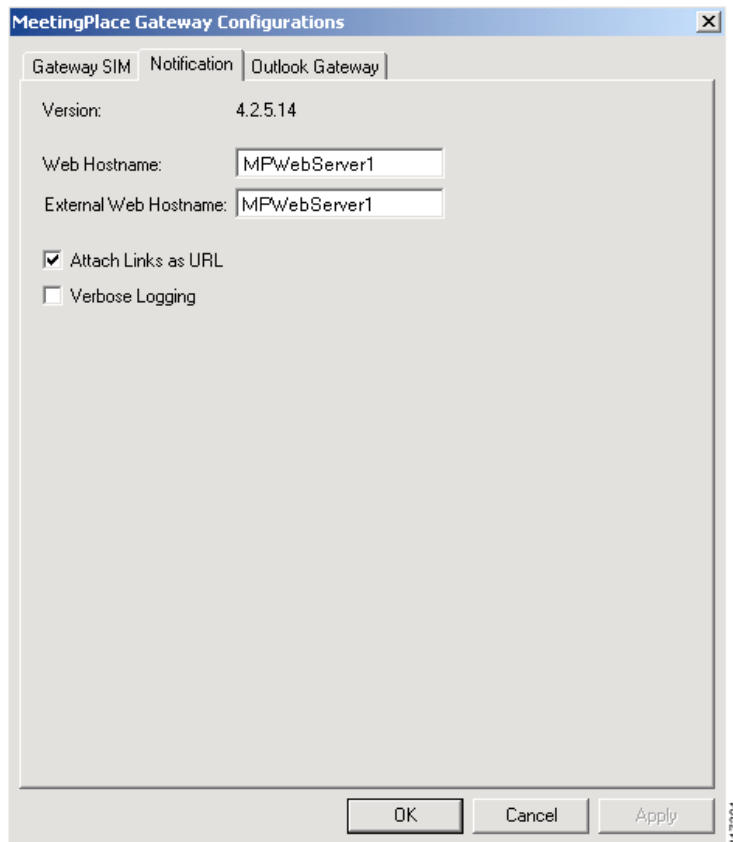 MeetingPlace Gateway Configurations
Gateway SIM Notification Outlook Gateway
Version: 4.2.5.14
Web Hostname: MPWebServer1
External Web Hostname: MPWebServer1
Attach Links as URL
Verbose Logging
OK Cancel Apply